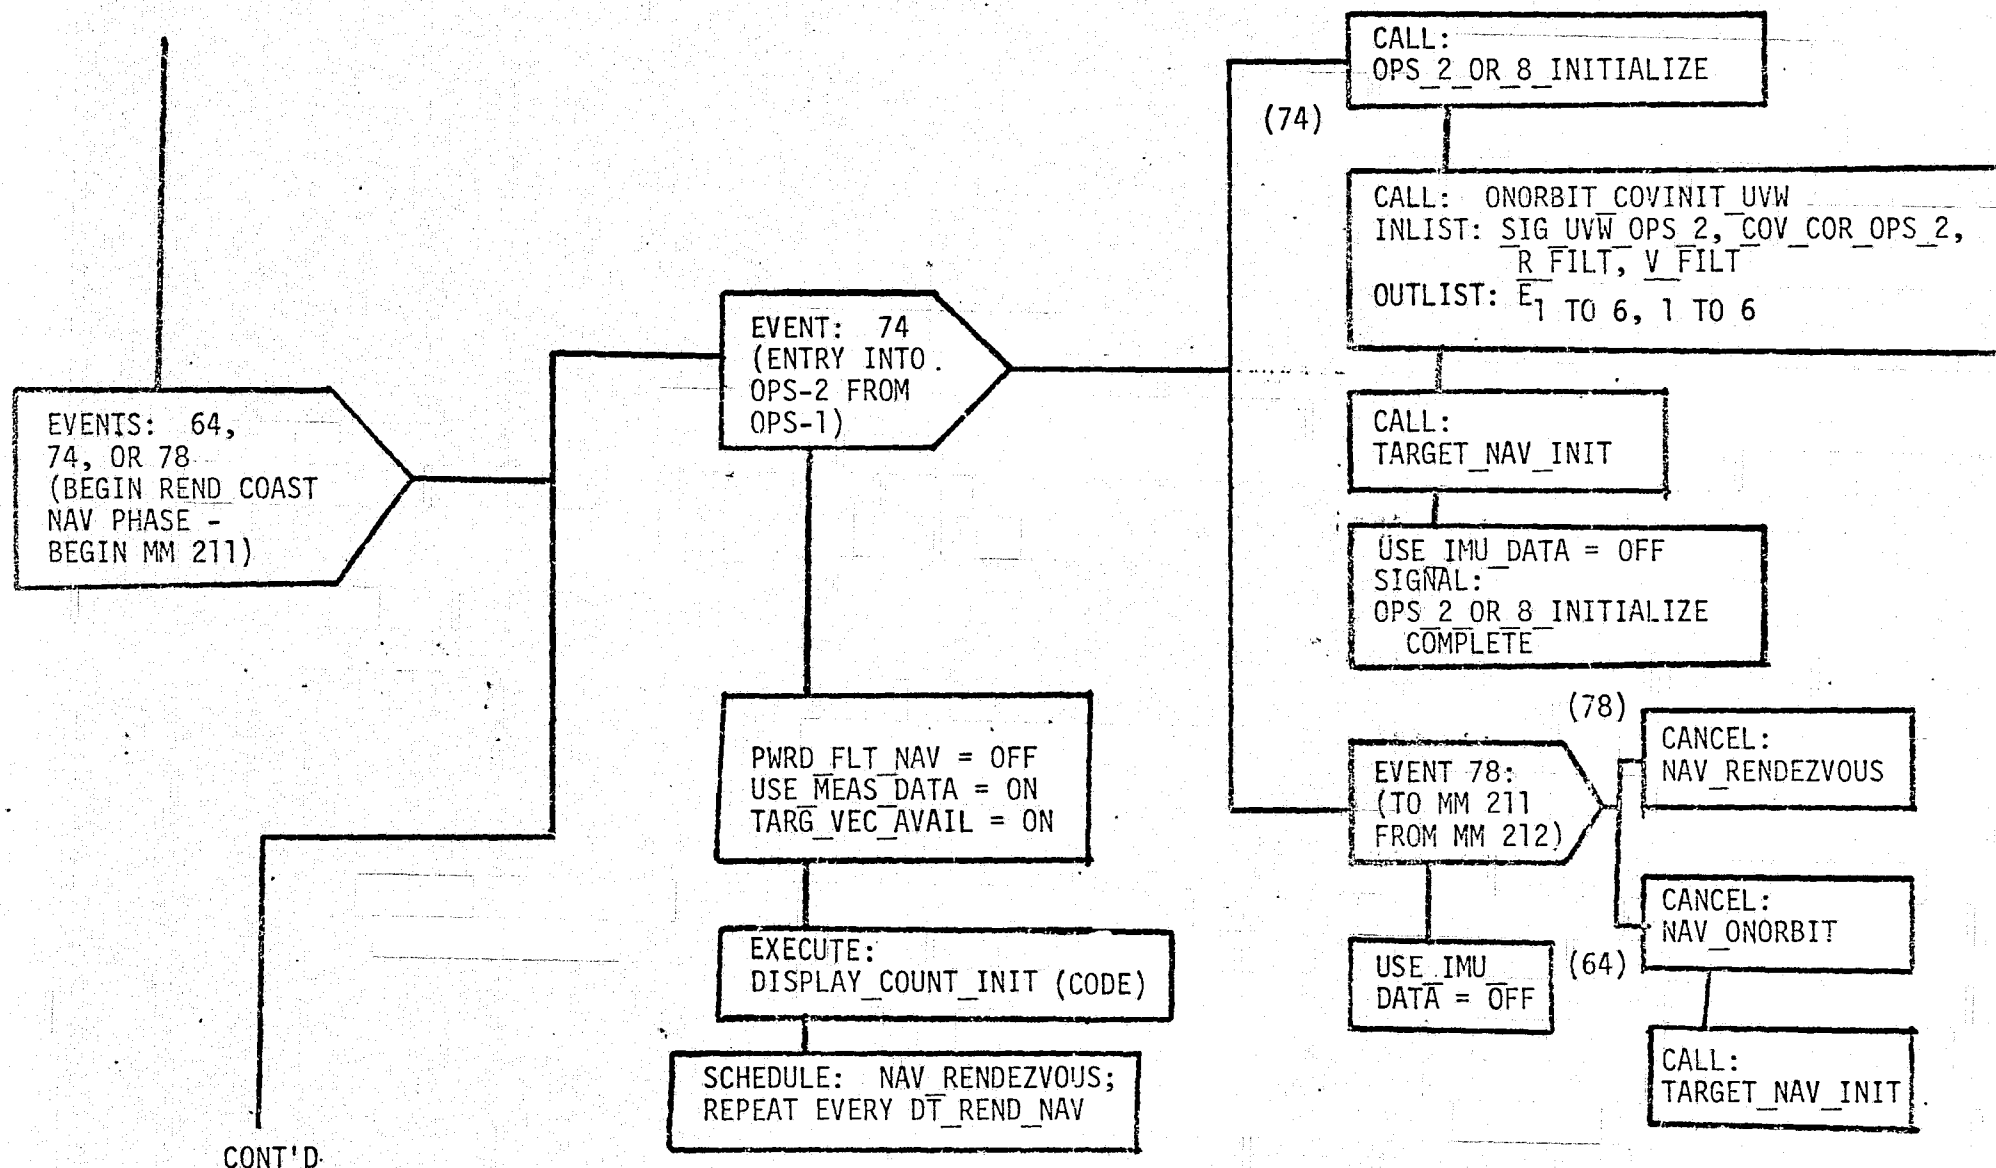 EVENTS: 64,
74, OR 78
(BEGIN REND COAST
NAV PHASE -
BEGIN MM 211)
CONT'D
EVENT: 74
(ENTRY INTO
OPS-2 FROM
OPS-1)
PWRD_FLT_NAV = OFF
USE_MEAS_DATA = ON
TARG_VEC_AVAIL = ON
EXECUTE:
DISPLAY_COUNT_INIT (CODE)
SCHEDULE: NAV_RENDEZVOUS;
REPEAT EVERY DT_REND_NAV
(74)
CALL:
OPS_2_OR_8_INITIALIZE
CALL: ONORBIT_COVINIT_UVW
INLIST: SIG_UVW_OPS_2, COV_COR_OPS_2,
R_FILT, V_FILT
OUTLIST: E
1 TO 6, 1 TO 6
CALL:
TARGET_NAV_INIT
USE_IMU_DATA = OFF
SIGNAL:
OPS_2_OR_8_INITIALIZE
COMPLETE
EVENT 78:
(TO MM 211
FROM MM 212)
USE_IMU
DATA = OFF
(78)
CANCEL:
NAV_RENDEZVOUS
(64)
CANCEL:
NAV_ONORBIT
CALL:
TARGET_NAV_INIT